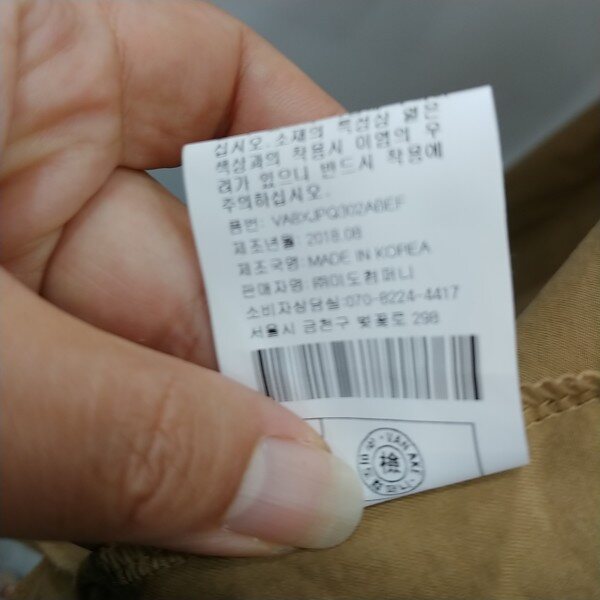 십시오. 소재의 특성상 옅은
색상과의 착용시 이염의 우
려가 있으니 반드시 착용에
주의하십시오.
품번: VABXJPQ302ABEF
제조년월: 2018.08
제조국명: MADE IN KOREA
판매자명: ㈜미도컴퍼니
소비자상담실:070-8224-4417
서울시 금천구 벚꽃로 298